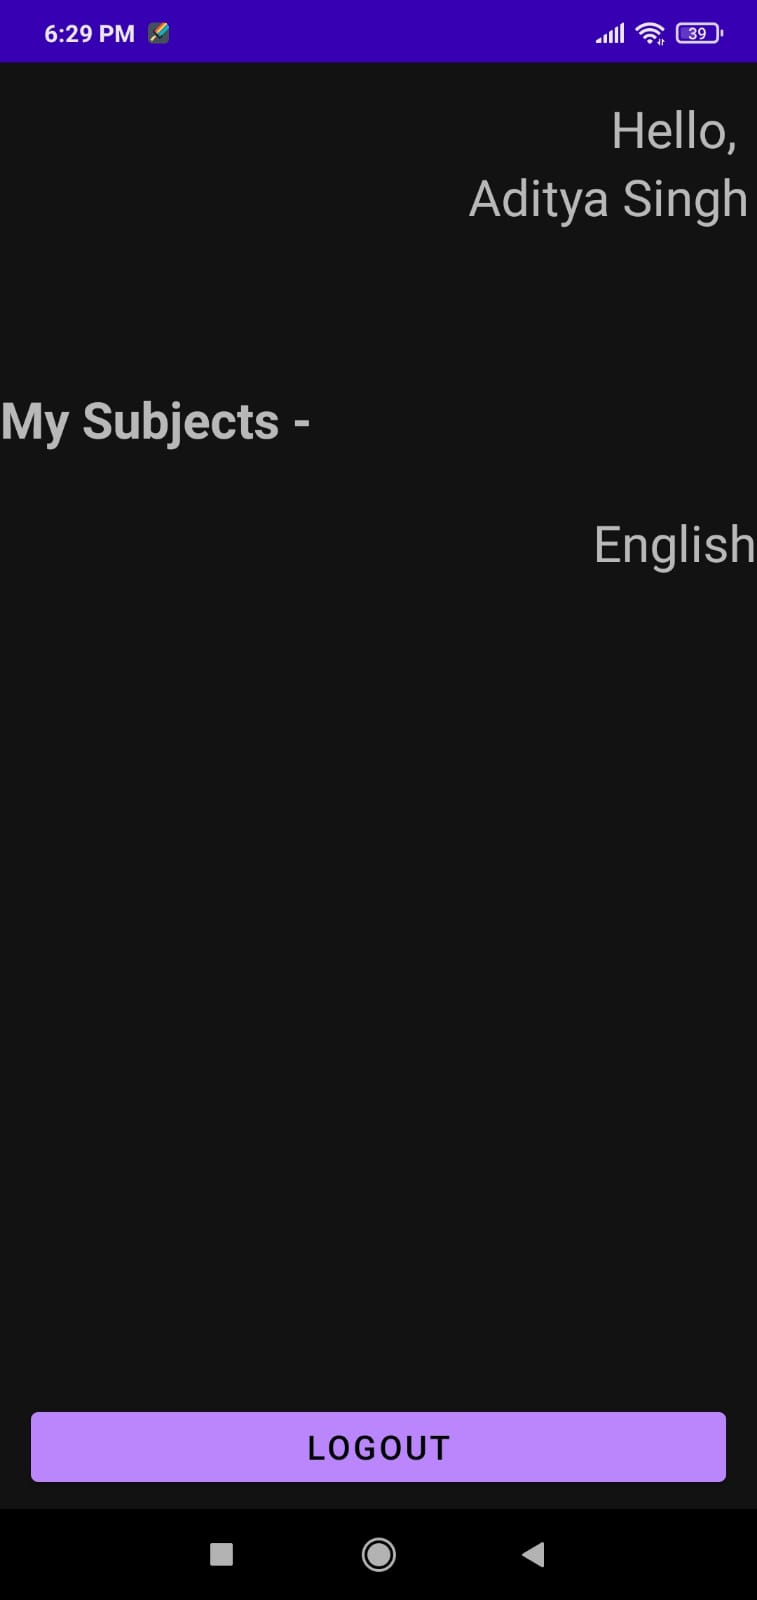 6:29 PM
39
Hello,
Aditya Singh
My Subjects -
English
LOGOUT